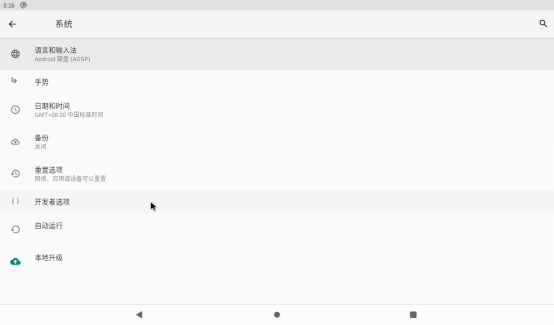 5:26
系统
语言和输入法
Android 键盘 (AOSP)
手势
日期和时间
GMT+08:00 中国标准时间
备份
关闭
重置选项
网络、应用或设备可以重置
开发者选项
自动运行
本地升级